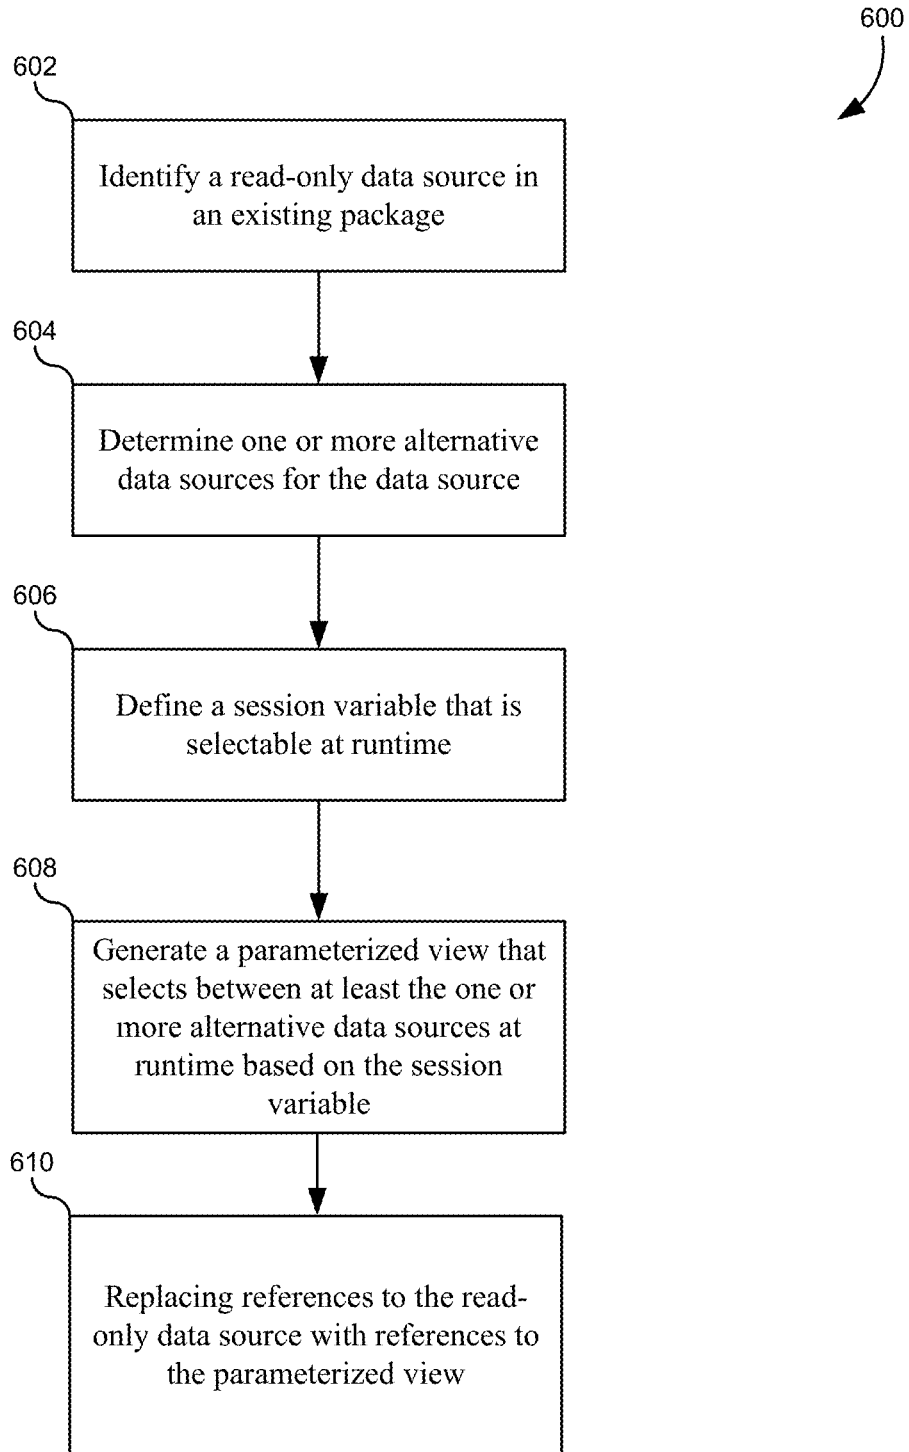 600
602
Identify a read-only data source in
an existing package
604
Determine one or more alternative
data sources for the data source
606
Define a session variable that is
selectable at runtime
608
Generate a parameterized view that
selects between at least the one or
more alternative data sources at
runtime based on the session
variable
610
Replacing references to the read-
only data source with references to
the parameterized view